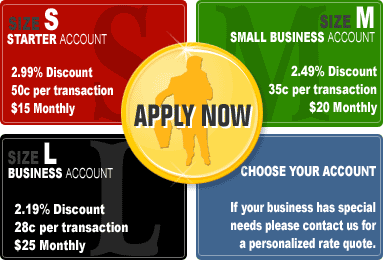 SIZE S
STARTER ACCOUNT
2.99% Discount
50c per transaction
$15 Monthly
SIZE M
SMALL BUSINESS ACCOUNT
2.49% Discount
35c per transaction
$20 Monthly
APPLY NOW
SIZE L
BUSINESS ACCOUNT
2.19% Discount
28c per transaction
$25 Monthly
CHOOSE YOUR ACCOUNT
If your business has special
needs please contact us for
a personalized rate quote.